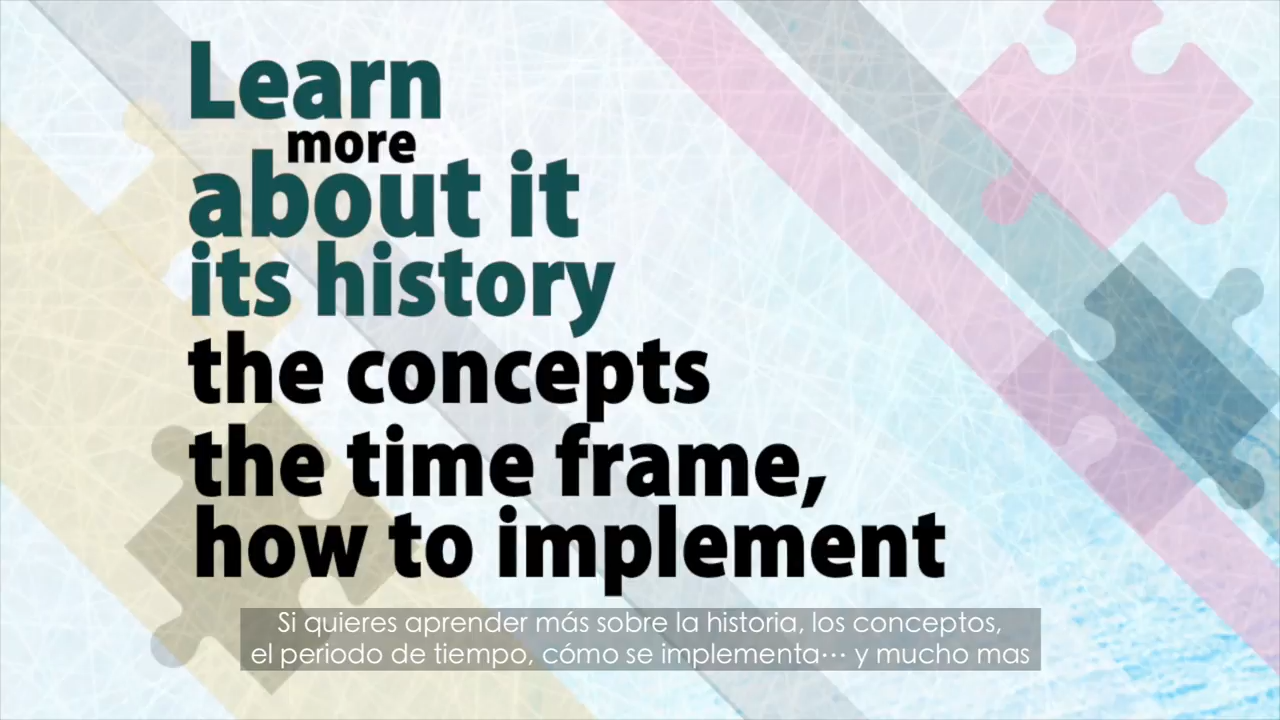 Learn
more
about it
its history
the concepts
the time frame,
how to implement
Si quieres aprender más sobre la historia, los conceptos,
el periodo de tiempo, cómo se implementa··· y mucho mas